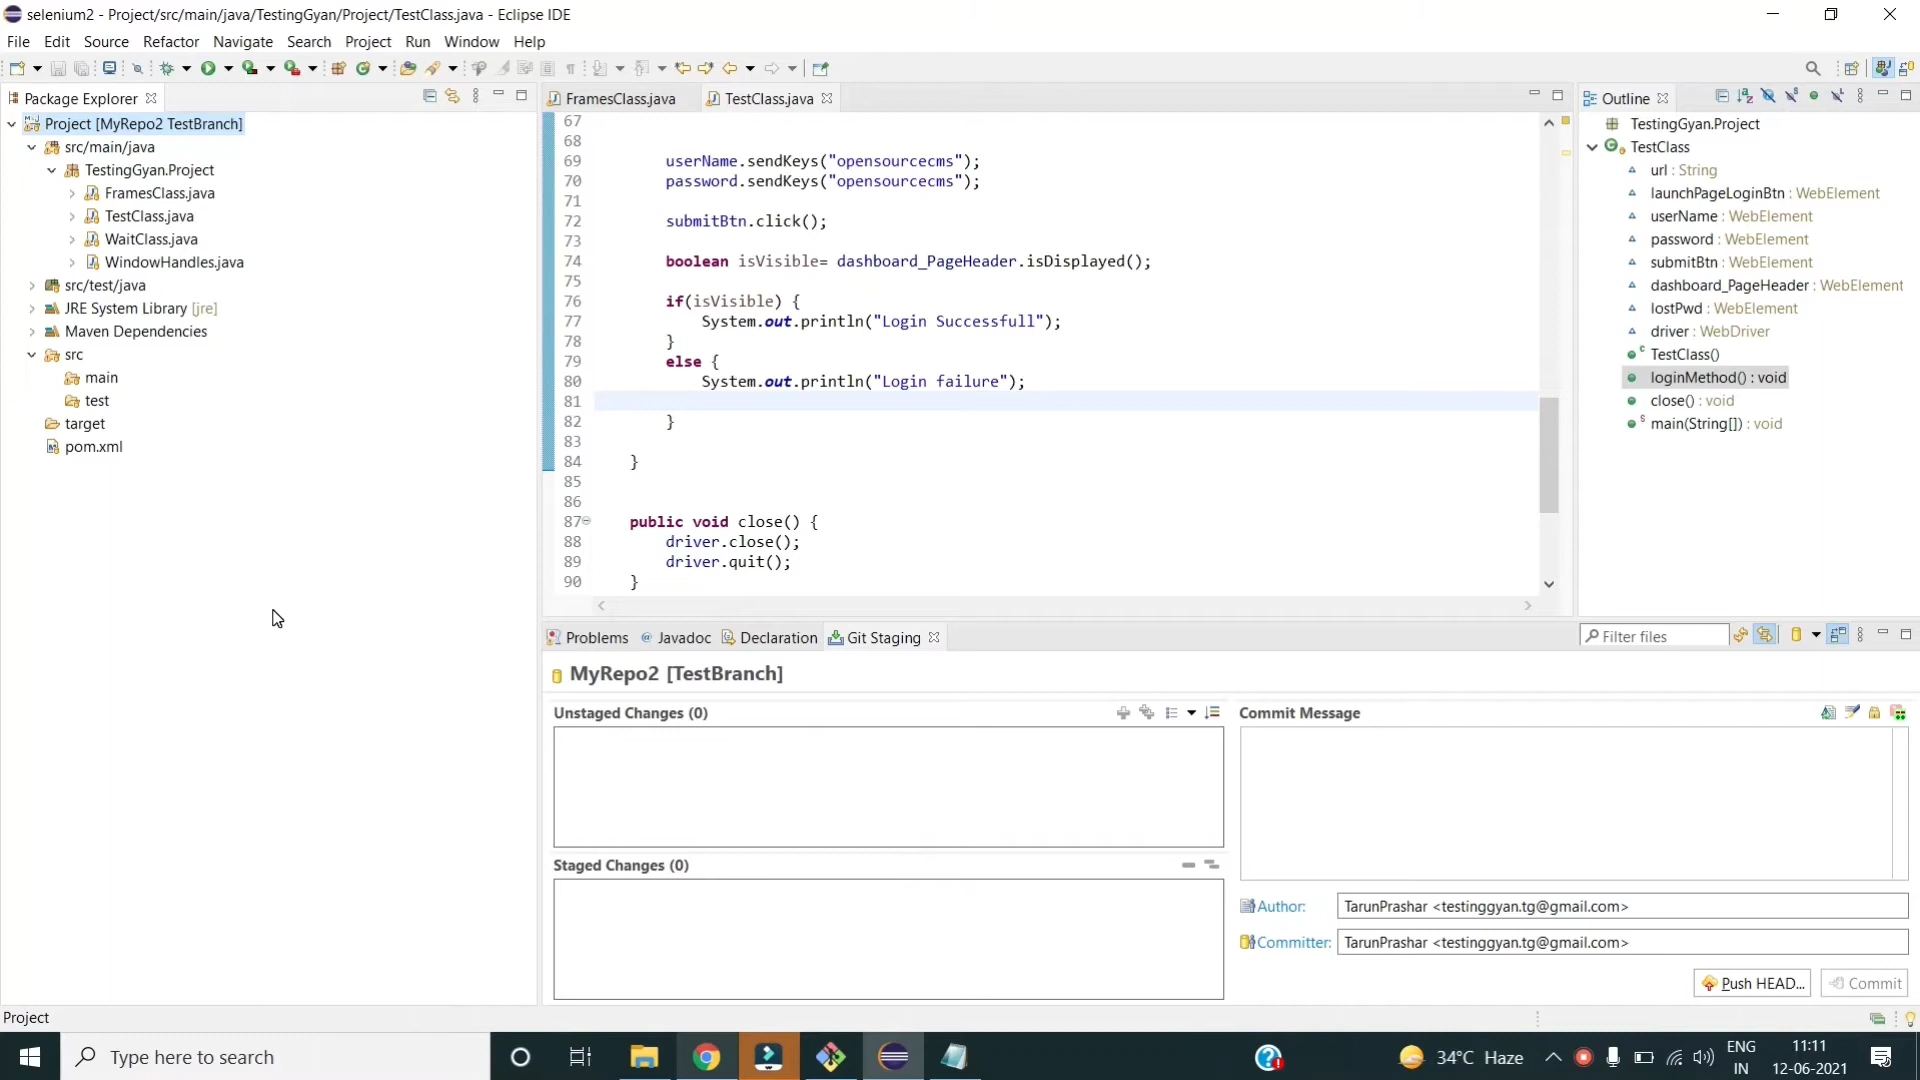 selenium2 - Project/src/main/java/TestingGyan/Project/TestClass.java - Eclipse IDE
File Edit Source Refactor Navigate Search Project Run Window Help
Package Explorer
Project [MyRepo2 TestBranch]
src/main/java
TestingGyan.Project
FramesClass.java
TestClass.java
WaitClass.java
WindowHandles.java
src/test/java
JRE System Library [jre]
Maven Dependencies
src
main
test
target
pom.xml
FramesClass.java TestClass.java
67
68
69 userName.sendKeys("opensourcecms");
70 password.sendKeys("opensourcecms");
71
72 submitBtn.click();
73
74 boolean isVisible= dashboard_PageHeader.isDisplayed();
75
76 if(isVisible) {
77 System.out.println("Login Successfull");
78 }
79 else {
80 System.out.println("Login failure");
81
82 }
83
84 }
85
86
87 public void close() {
88 driver.close();
89 driver.quit();
90 }
Outline
TestingGyan.Project
TestClass
url : String
launchPageLoginBtn : WebElement
userName : WebElement
password : WebElement
submitBtn : WebElement
dashboard_PageHeader : WebElement
lostPwd : WebElement
driver : WebDriver
TestClass()
loginMethod() : void
close() : void
main(String[]) : void
Problems Javadoc Declaration Git Staging
Filter files
MyRepo2 [TestBranch]
Unstaged Changes (0)
Staged Changes (0)
Commit Message
Author: TarunPrashar <testinggyan.tg@gmail.com>
Committer: TarunPrashar <testinggyan.tg@gmail.com>
Push HEAD... Commit
Project
Type here to search
34°C Haze
ENG
IN
11:11
12-06-2021